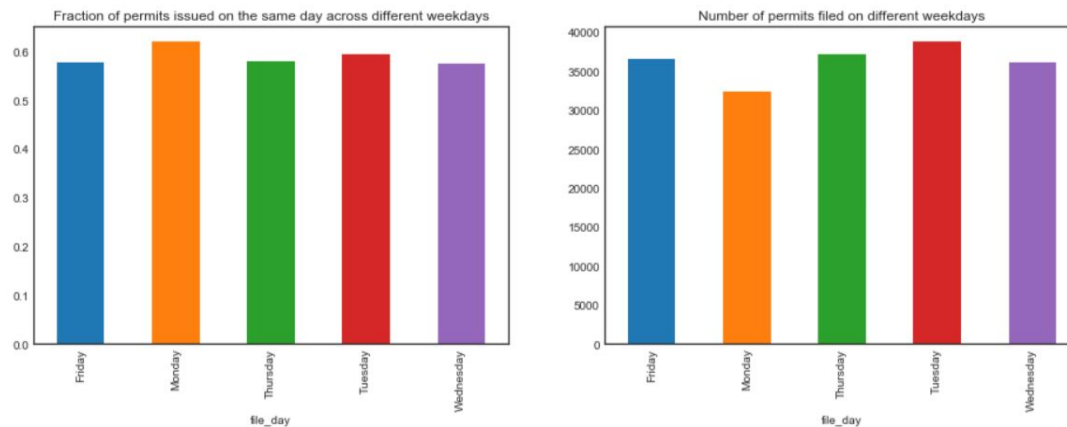 Fraction of permits issued on the same day across different weekdays
0.6
0.5
0.4
0.3
0.2
0.1
0.0
Friday
Monday
Thursday
Tuesday
Wednesday
file_day
Number of permits filed on different weekdays
40000
35000
30000
25000
20000
15000
10000
5000
0
Friday
Monday
Thursday
Tuesday
Wednesday
file_day